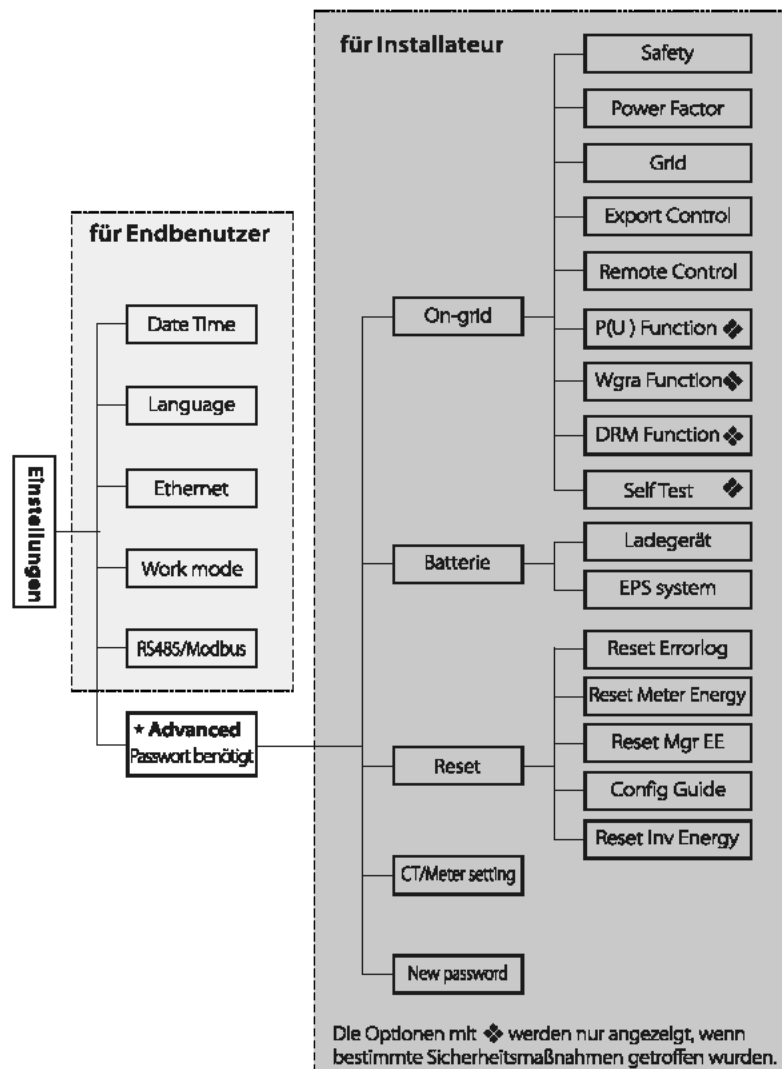 für Installateur
Safety
Power Factor
Grid
Export Control
Remote Control
P(U ) Function ❖
Wgra Function ❖
DRM Function ❖
Self Test ❖
On-grid
für Endbenutzer
Date Time
Language
Ethernet
Work mode
RS485/Modbus
Einstellungen
★ Advanced
Passwort benötigt
Batterie
Ladegerät
EPS system
Reset
Reset Errorlog
Reset Meter Energy
Reset Mgr EE
Config Guide
Reset Inv Energy
CT/Meter setting
New password
Die Optionen mit ❖ werden nur angezeigt, wenn
bestimmte Sicherheitsmaßnahmen getroffen wurden.